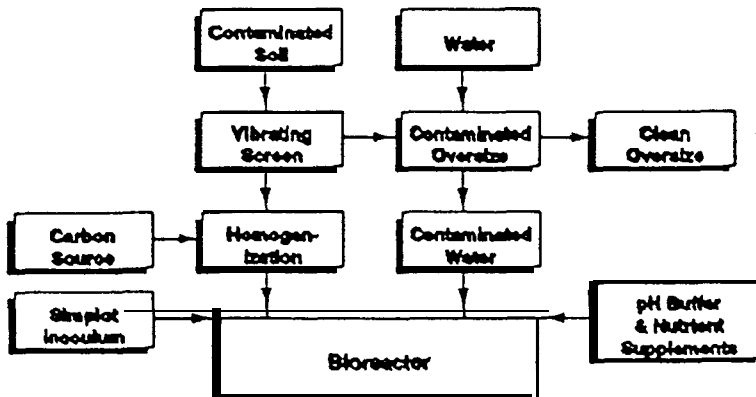 Contaminated
Soil
Water
Vibrating
Screen
Contaminated
Oversize
Clean
Oversize
Carbon
Source
Homogen-
ization
Contaminated
Water
Simplot
Inoculum
pH Buffer
& Nutrient
Supplements
Bioreactor